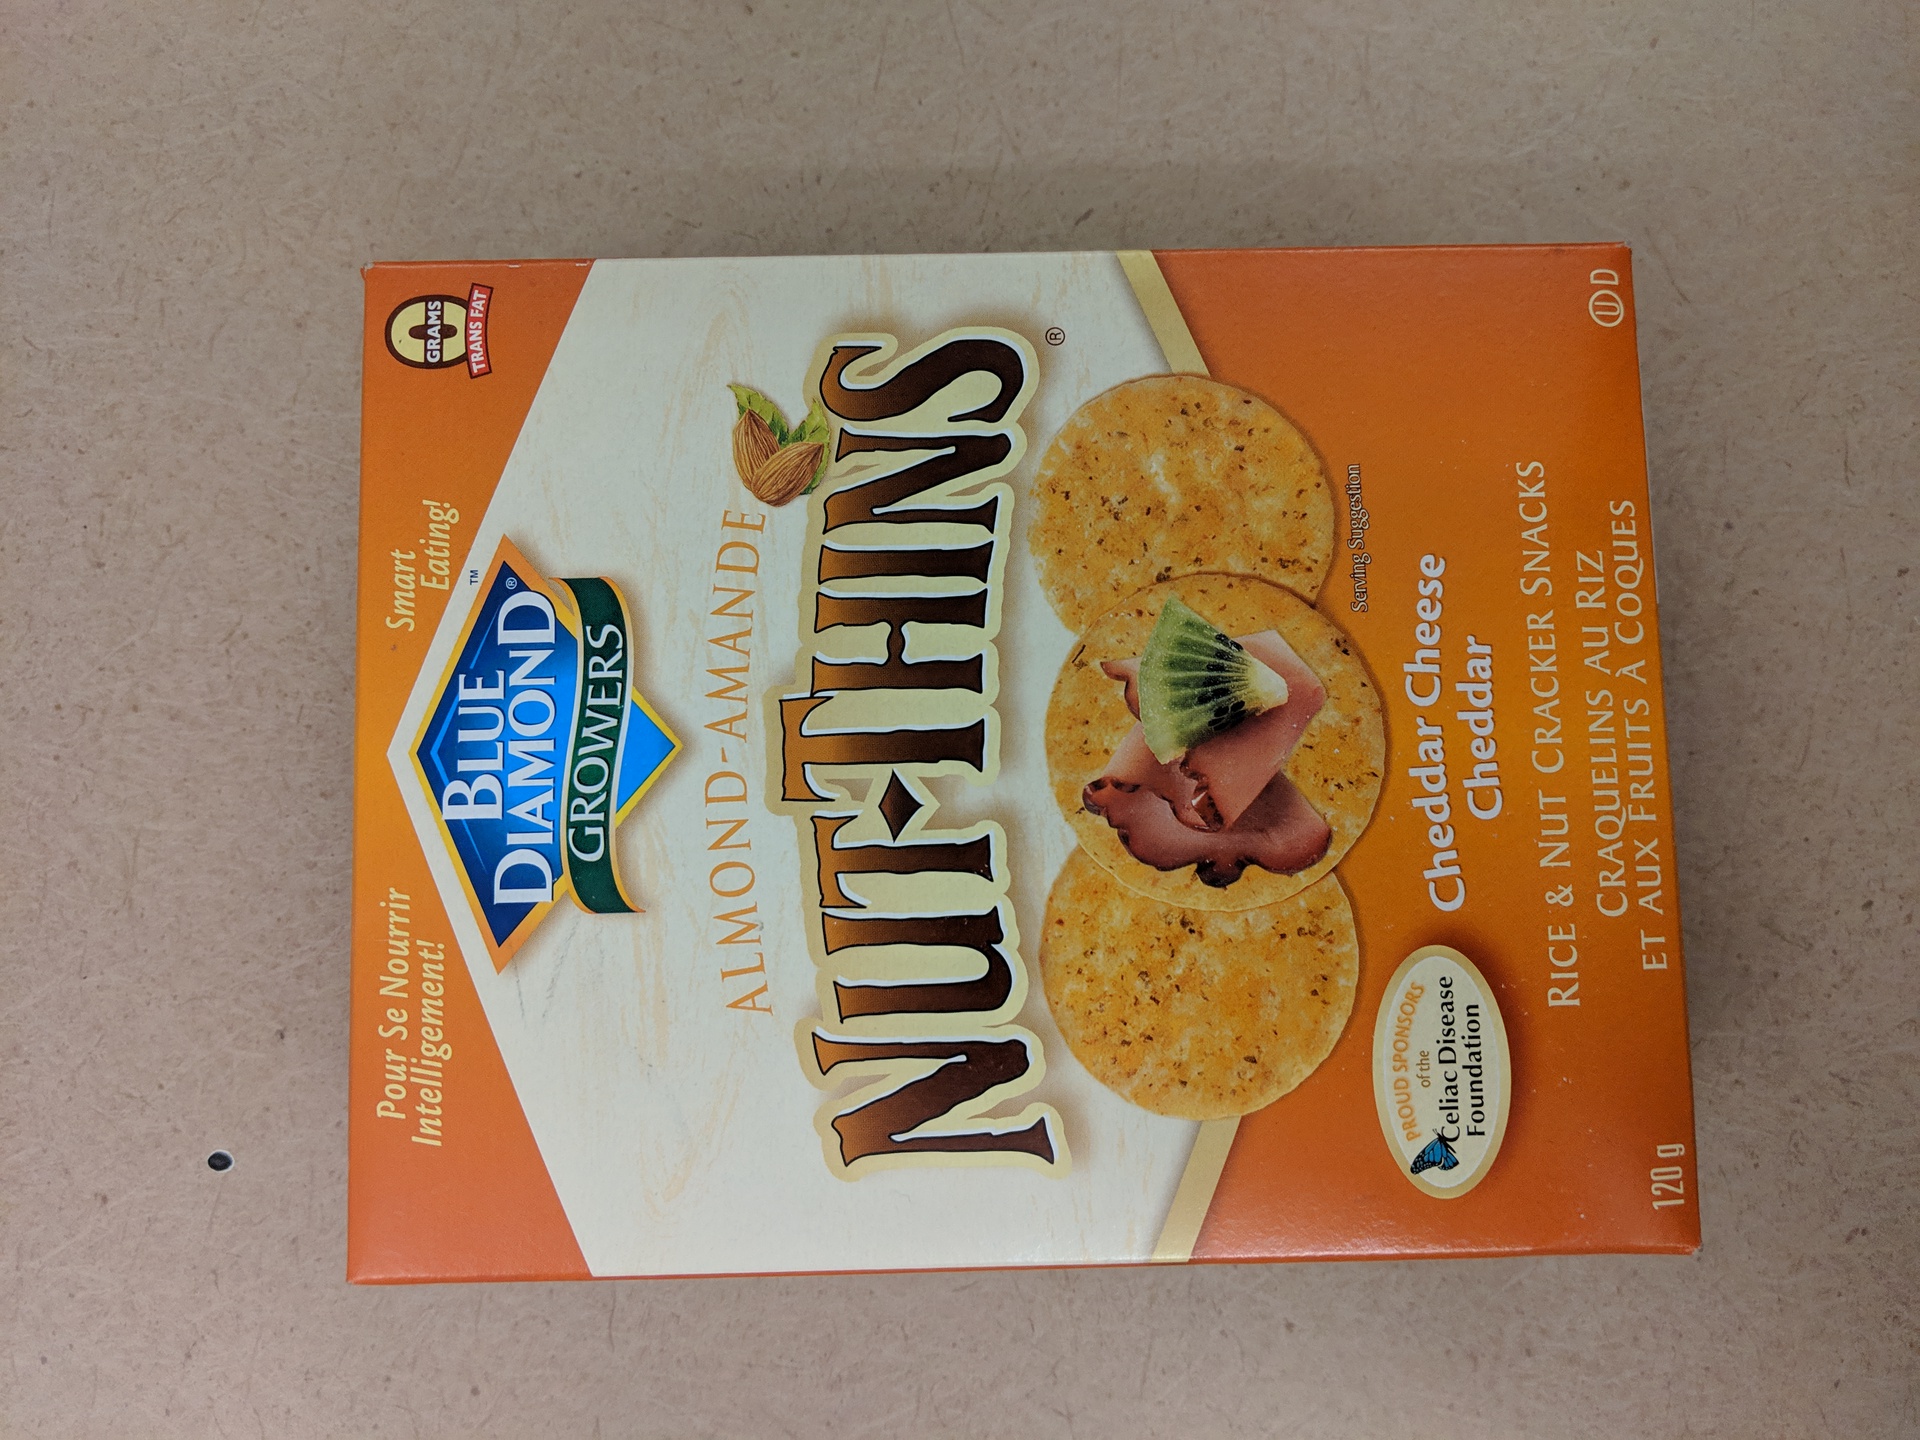 Pour Se Nourrir
Intelligement!
Smart
Eating!
0
GRAMS
TRANS FAT
BLUE
DIAMOND®
GROWERS
™
ALMOND-AMANDE
NUT-THINS®
Serving Suggestion
Cheddar Cheese
Cheddar
PROUD SPONSORS
of the
Celiac Disease
Foundation
RICE & NUT CRACKER SNACKS
CRAQUELINS AU RIZ
ET AUX FRUITS À COQUES
120 g
Ⓤ D